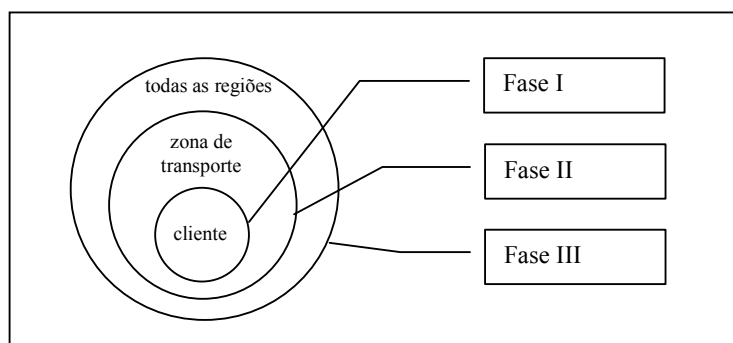 todas as regiões
zona de
transporte
cliente
Fase I
Fase II
Fase III